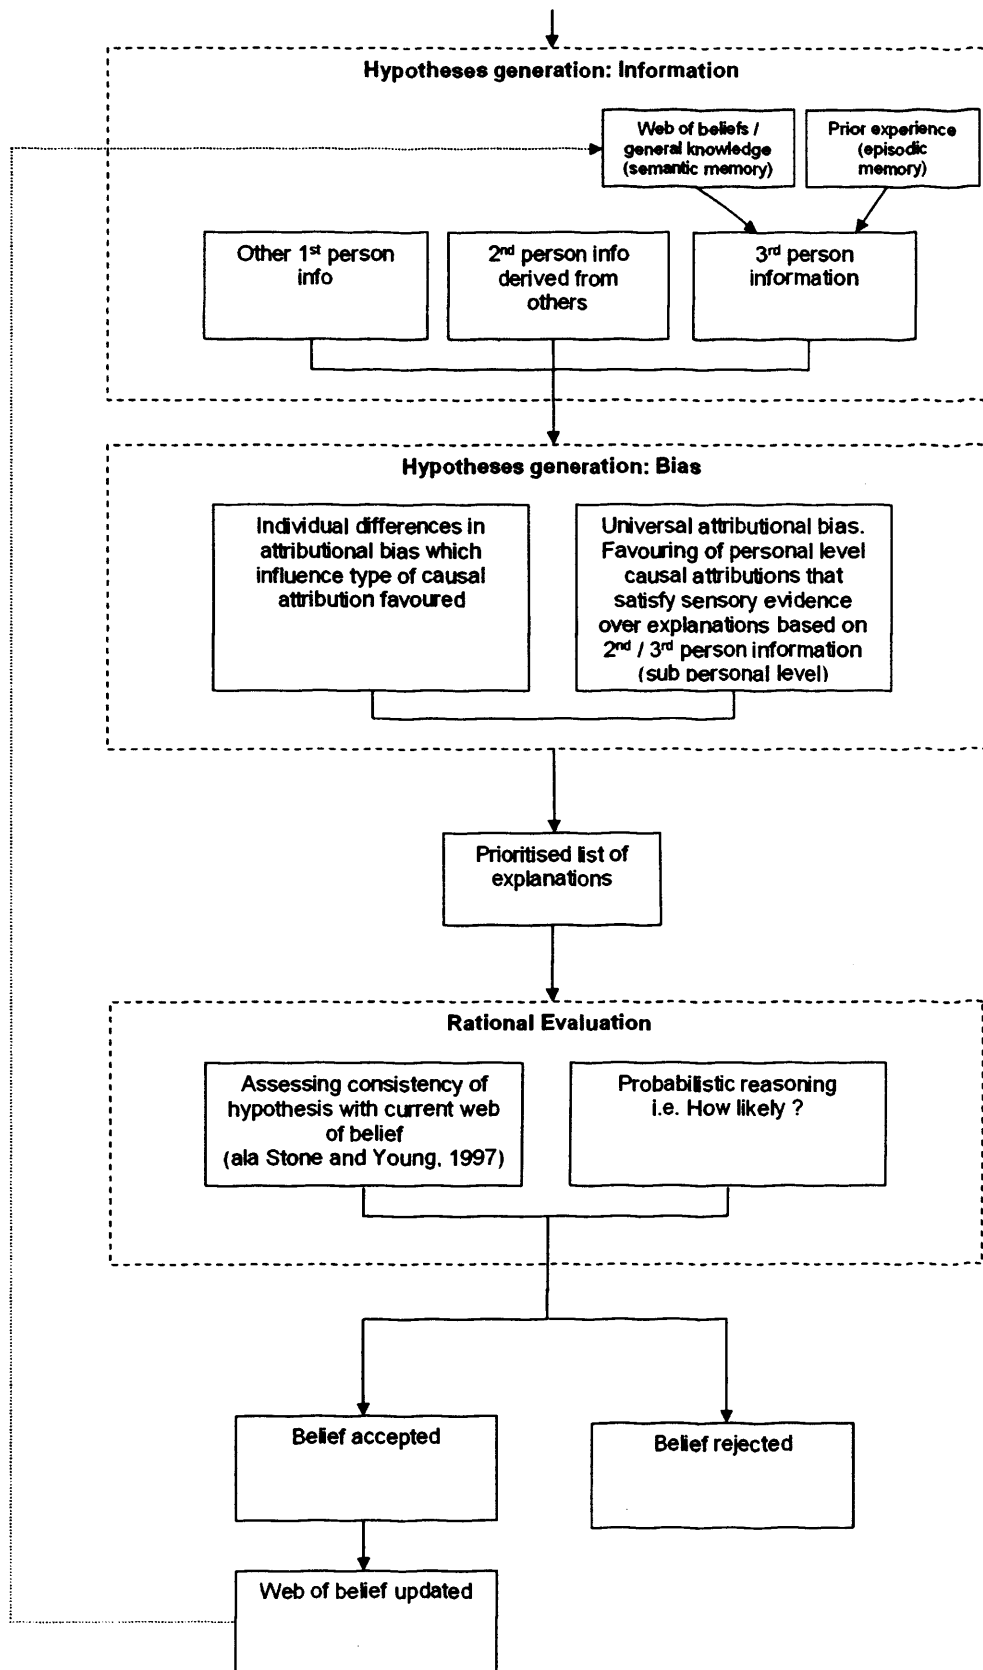 Hypotheses generation: Information
Web of beliefs /
general knowledge
(semantic memory)
Prior experience
(episodic
memory)
Other 1st person
info
2nd person info
derived from
others
3rd person
information
Hypotheses generation: Bias
Individual differences in
attributional bias which
influence type of causal
attribution favoured
Universal attributional bias.
Favouring of personal level
causal attributions that
satisfy sensory evidence
over explanations based on
2nd / 3rd person information
(sub personal level)
Prioritised list of
explanations
Rational Evaluation
Assessing consistency of
hypothesis with current web
of belief
(ala Stone and Young, 1997)
Probabilistic reasoning
i.e. How likely ?
Belief accepted
Belief rejected
Web of belief updated